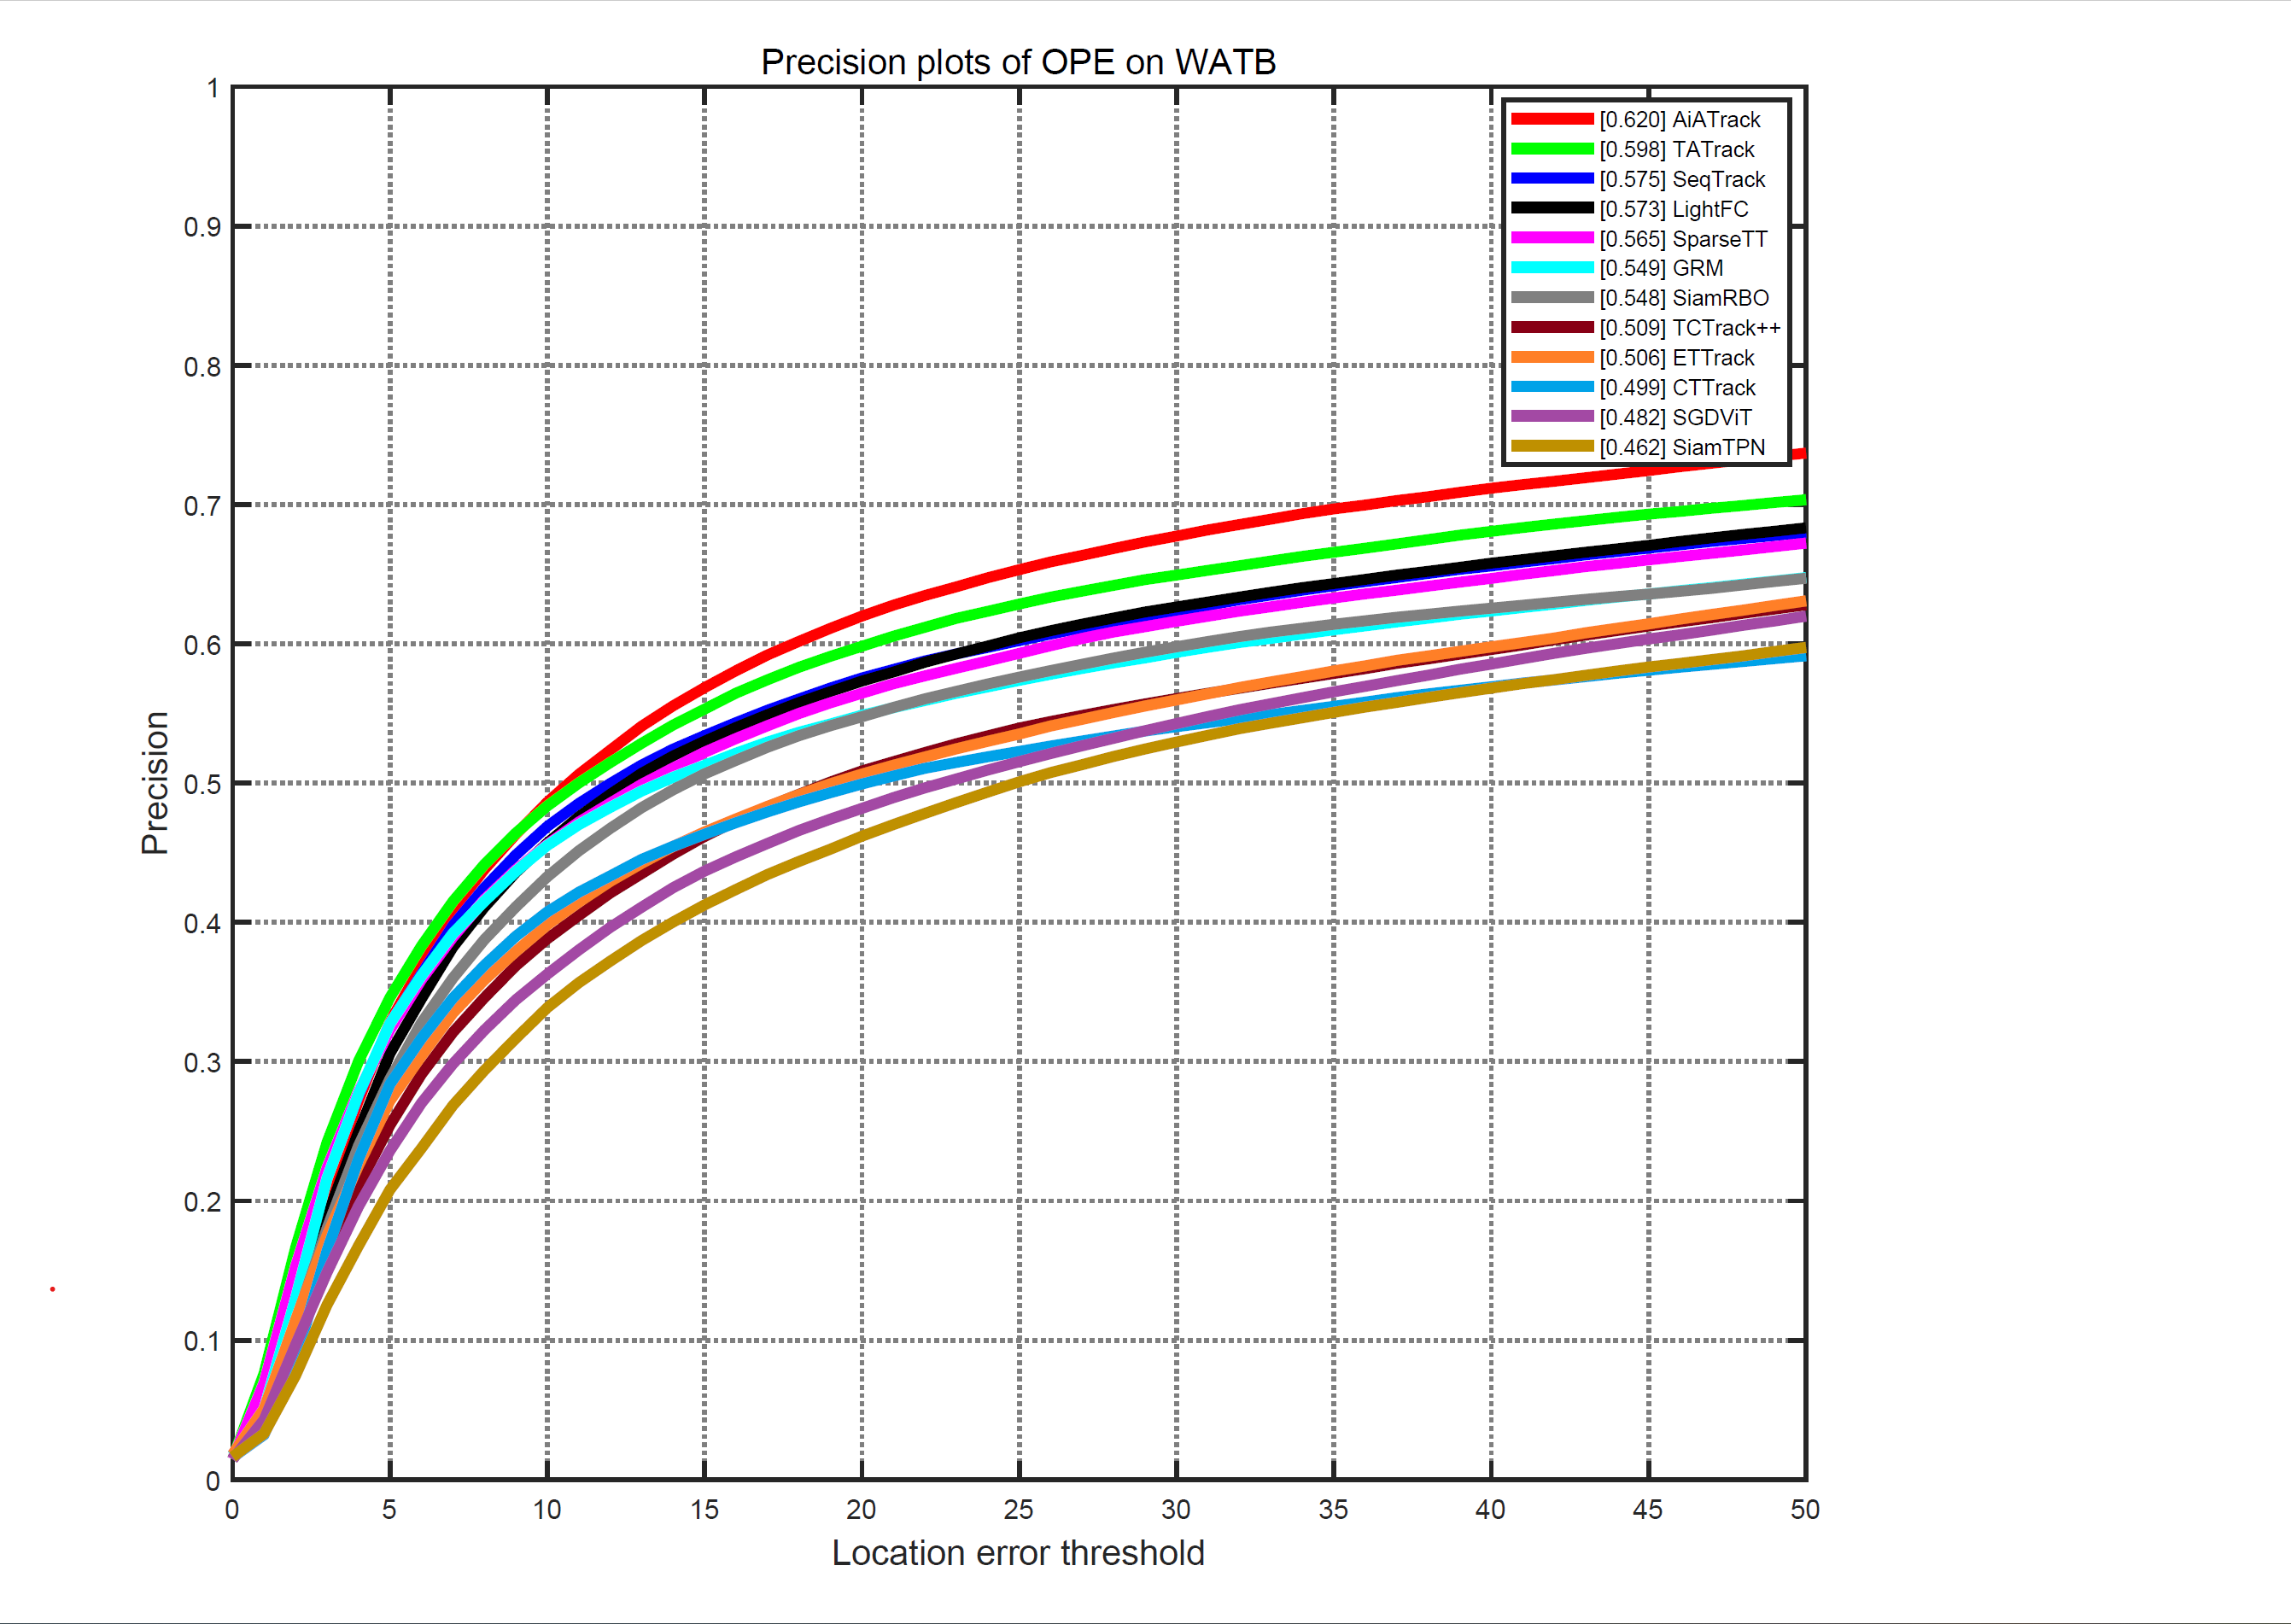 Precision plots of OPE on WATB
1
0.9
0.8
0.7
0.6
0.5
0.4
0.3
0.2
0.1
0
Precision
[0.620] AiATrack
[0.598] TATrack
[0.575] SeqTrack
[0.573] LightFC
[0.565] SparseTT
[0.549] GRM
[0.548] SiamRBO
[0.509] TCTrack++
[0.506] ETTrack
[0.499] CTTrack
[0.482] SGDViT
[0.462] SiamTPN
0 5 10 15 20 25 30 35 40 45 50
Location error threshold